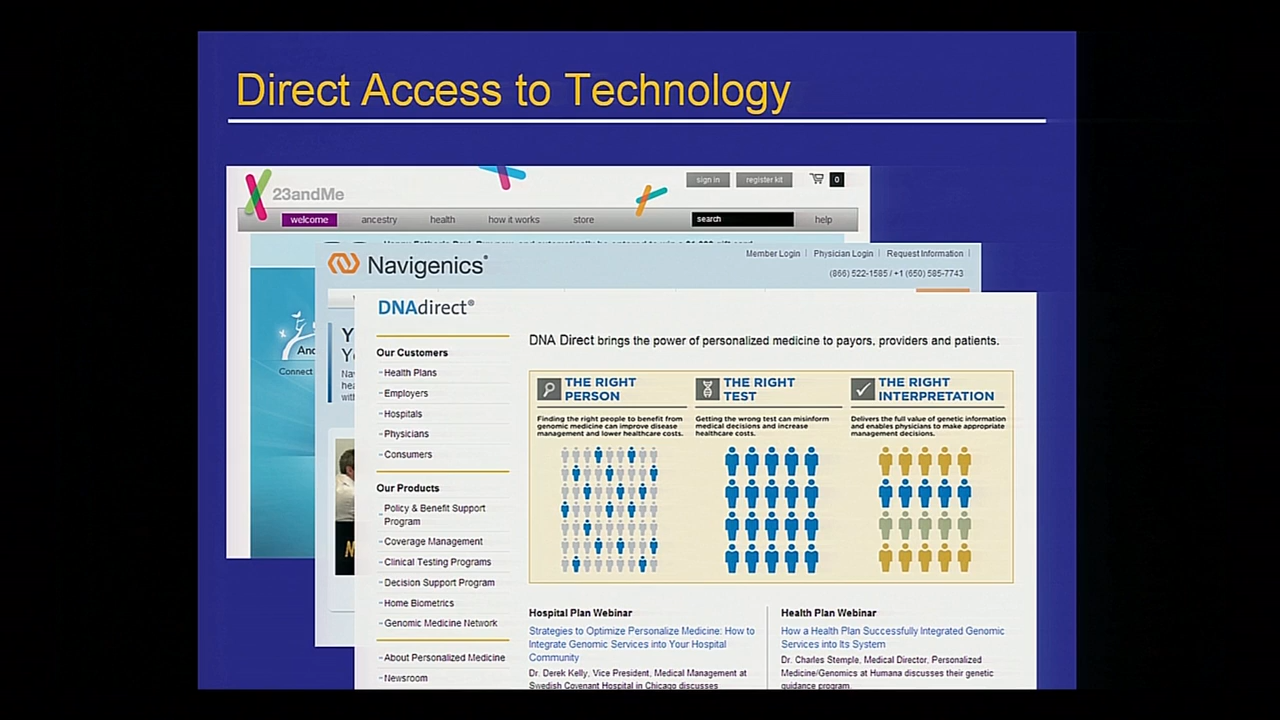 Direct Access to Technology
23andMe
sign in
register kit
0
welcome
ancestry
health
how it works
store
search
help
Navigenics®
Member Login
Physician Login
Request Information
(866) 522-1585 / +1 (650) 585-7743
Connect
DNAdirect®
Our Customers
Health Plans
Employers
Hospitals
Physicians
Consumers
Our Products
Policy & Benefit Support
Program
Coverage Management
Clinical Testing Programs
Decision Support Program
Home Biometrics
Genomic Medicine Network
About Personalized Medicine
Newsroom
DNA Direct brings the power of personalized medicine to payors, providers and patients.
THE RIGHT
PERSON
Finding the right people to benefit from
genomic medicine can improve disease
management and lower healthcare costs.
THE RIGHT
TEST
Getting the wrong test can misinform
medical decisions and increase
healthcare costs.
THE RIGHT
INTERPRETATION
Delivers the full value of genetic information
and enables physicians to make appropriate
management decisions.
Hospital Plan Webinar
Strategies to Optimize Personalize Medicine: How to
Integrate Genomic Services into Your Hospital
Community
Dr. Derek Kelly, Vice President, Medical Management at
Swedish Covenant Hospital in Chicago discusses
Health Plan Webinar
How a Health Plan Successfully Integrated Genomic
Services into Its System
Dr. Charles Stemple, Medical Director, Personalized
Medicine/Genomics at Humana discusses their genetic
guidance program.